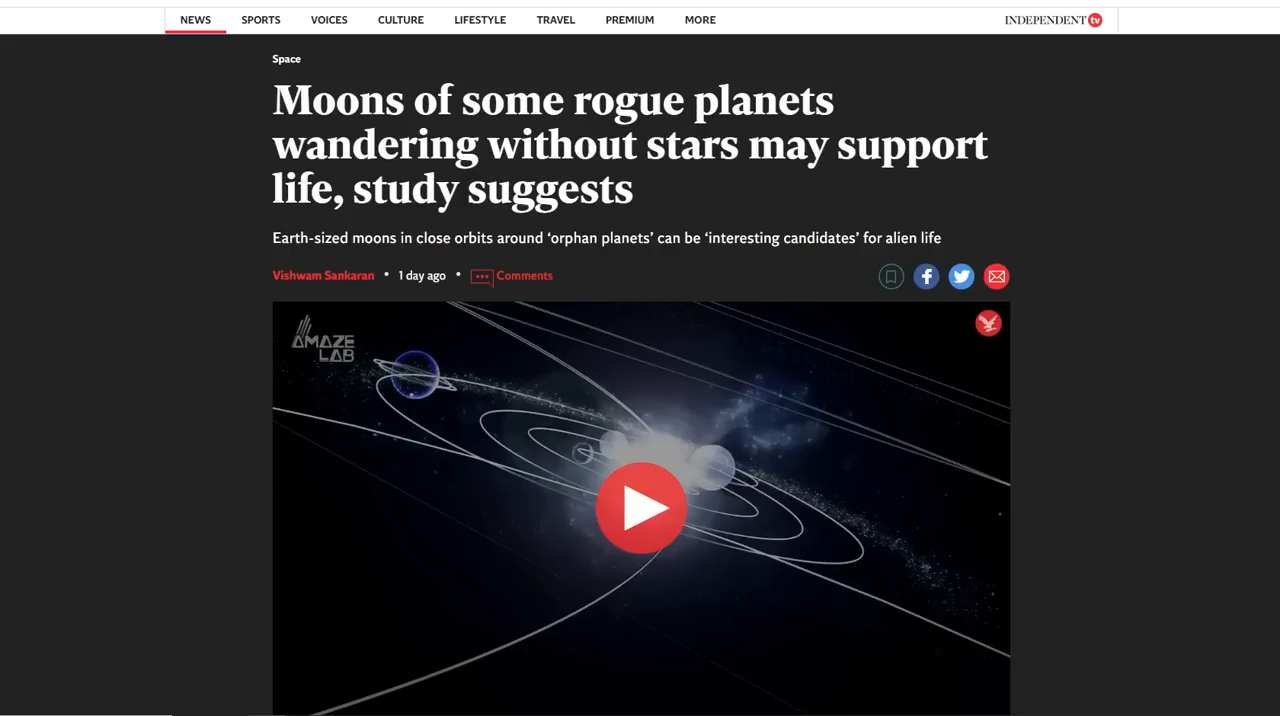 NEWS SPORTS VOICES CULTURE LIFESTYLE TRAVEL PREMIUM MORE INDEPENDENT tv
Space
Moons of some rogue planets
wandering without stars may support
life, study suggests
Earth-sized moons in close orbits around ‘orphan planets’ can be ‘interesting candidates’ for alien life
Vishwam Sankaran • 1 day ago • Comments
AMAZE
LAB